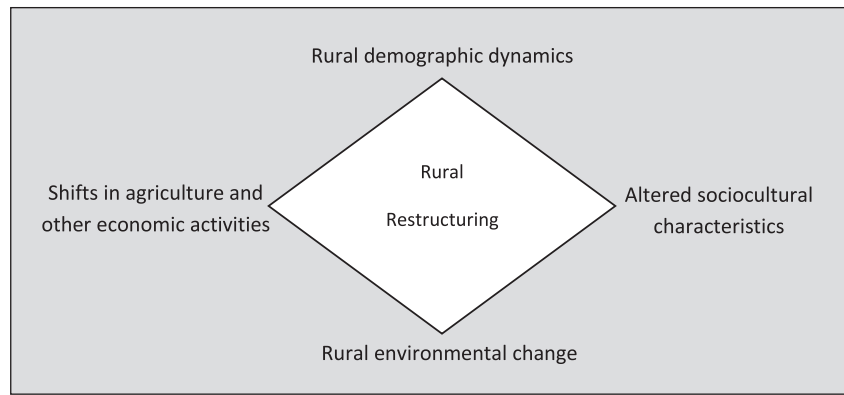 Rural demographic dynamics
Rural
Restructuring
Shifts in agriculture and
other economic activities
Altered sociocultural
characteristics
Rural environmental change